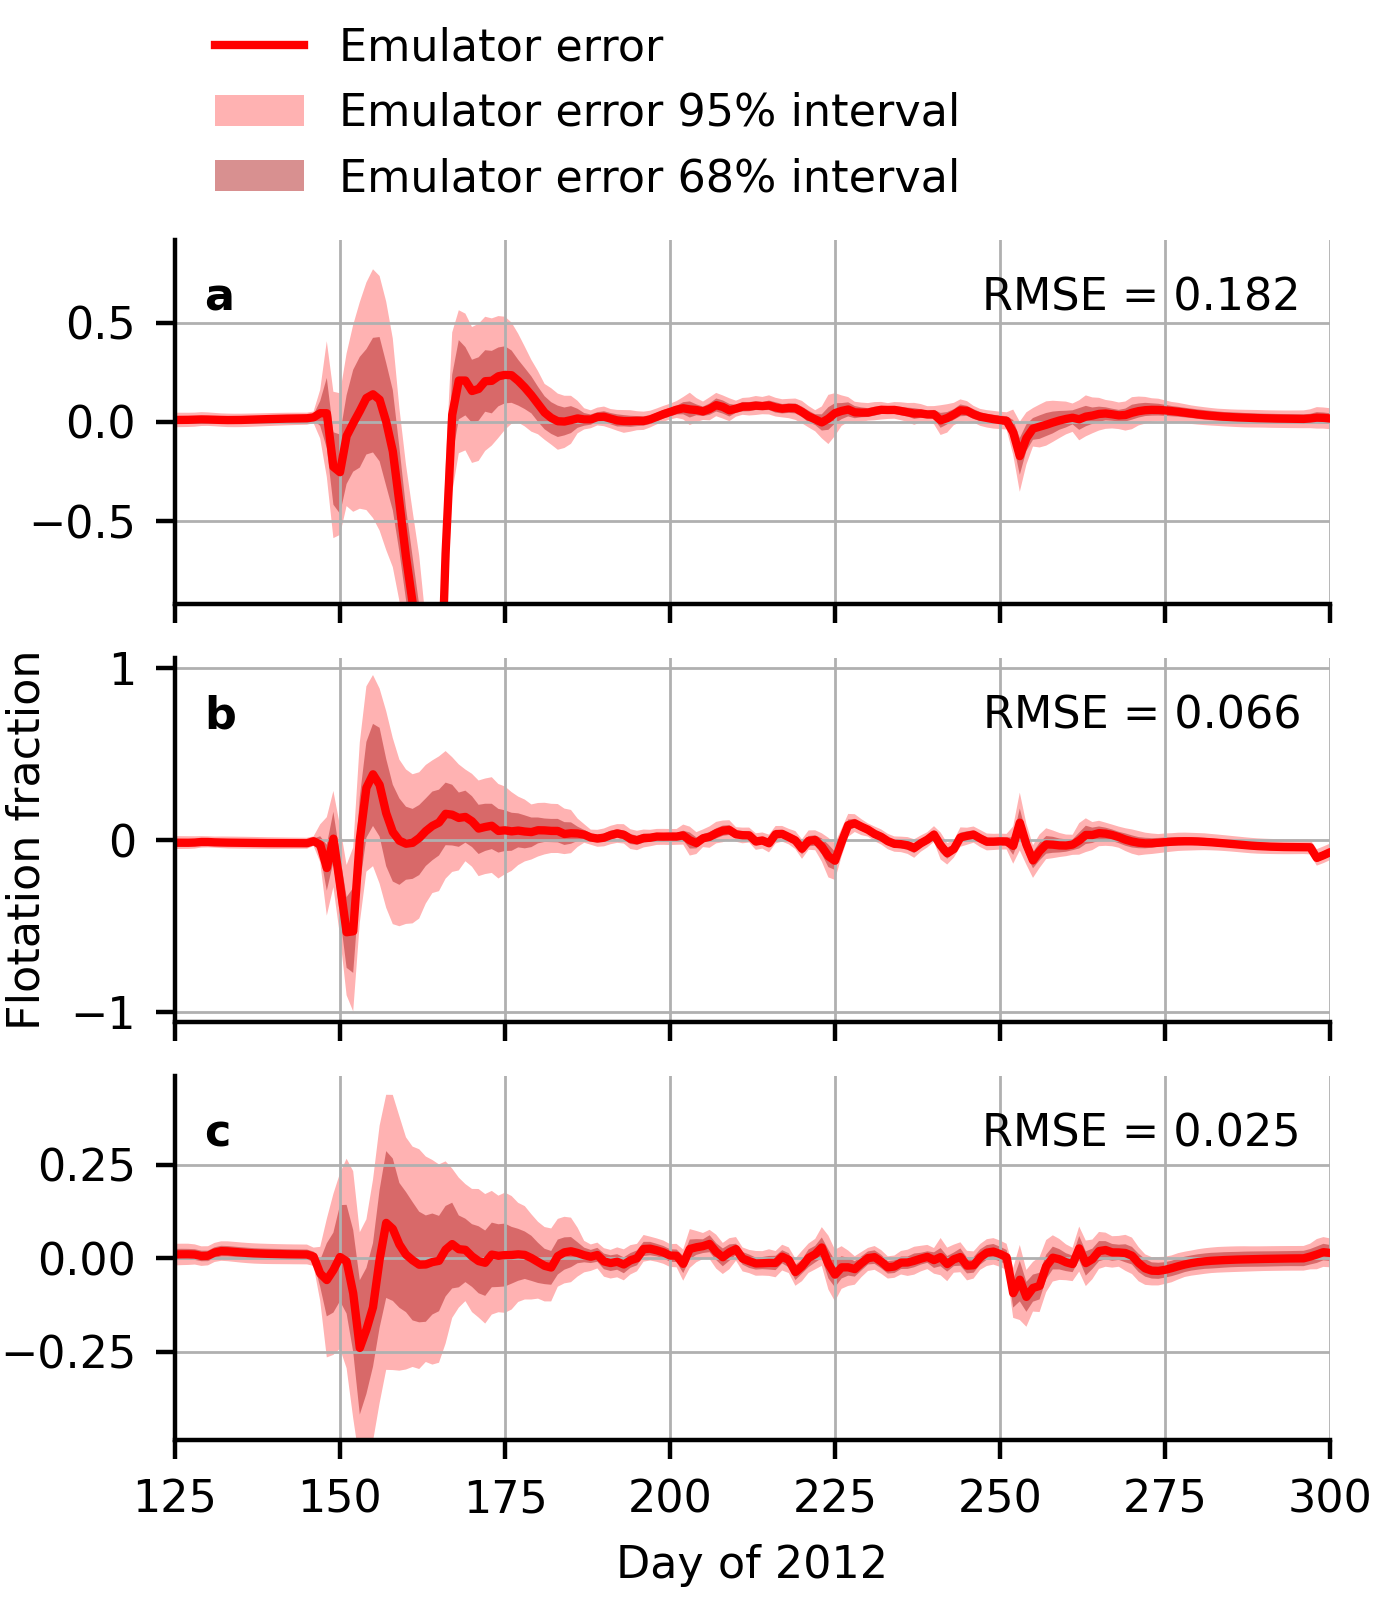 Emulator error
Emulator error 95% interval
Emulator error 68% interval
a
RMSE = 0.182
0.5
0.0
−0.5
b
RMSE = 0.066
1
0
−1
Flotation fraction
c
RMSE = 0.025
0.25
0.00
−0.25
125 150 175 200 225 250 275 300
Day of 2012